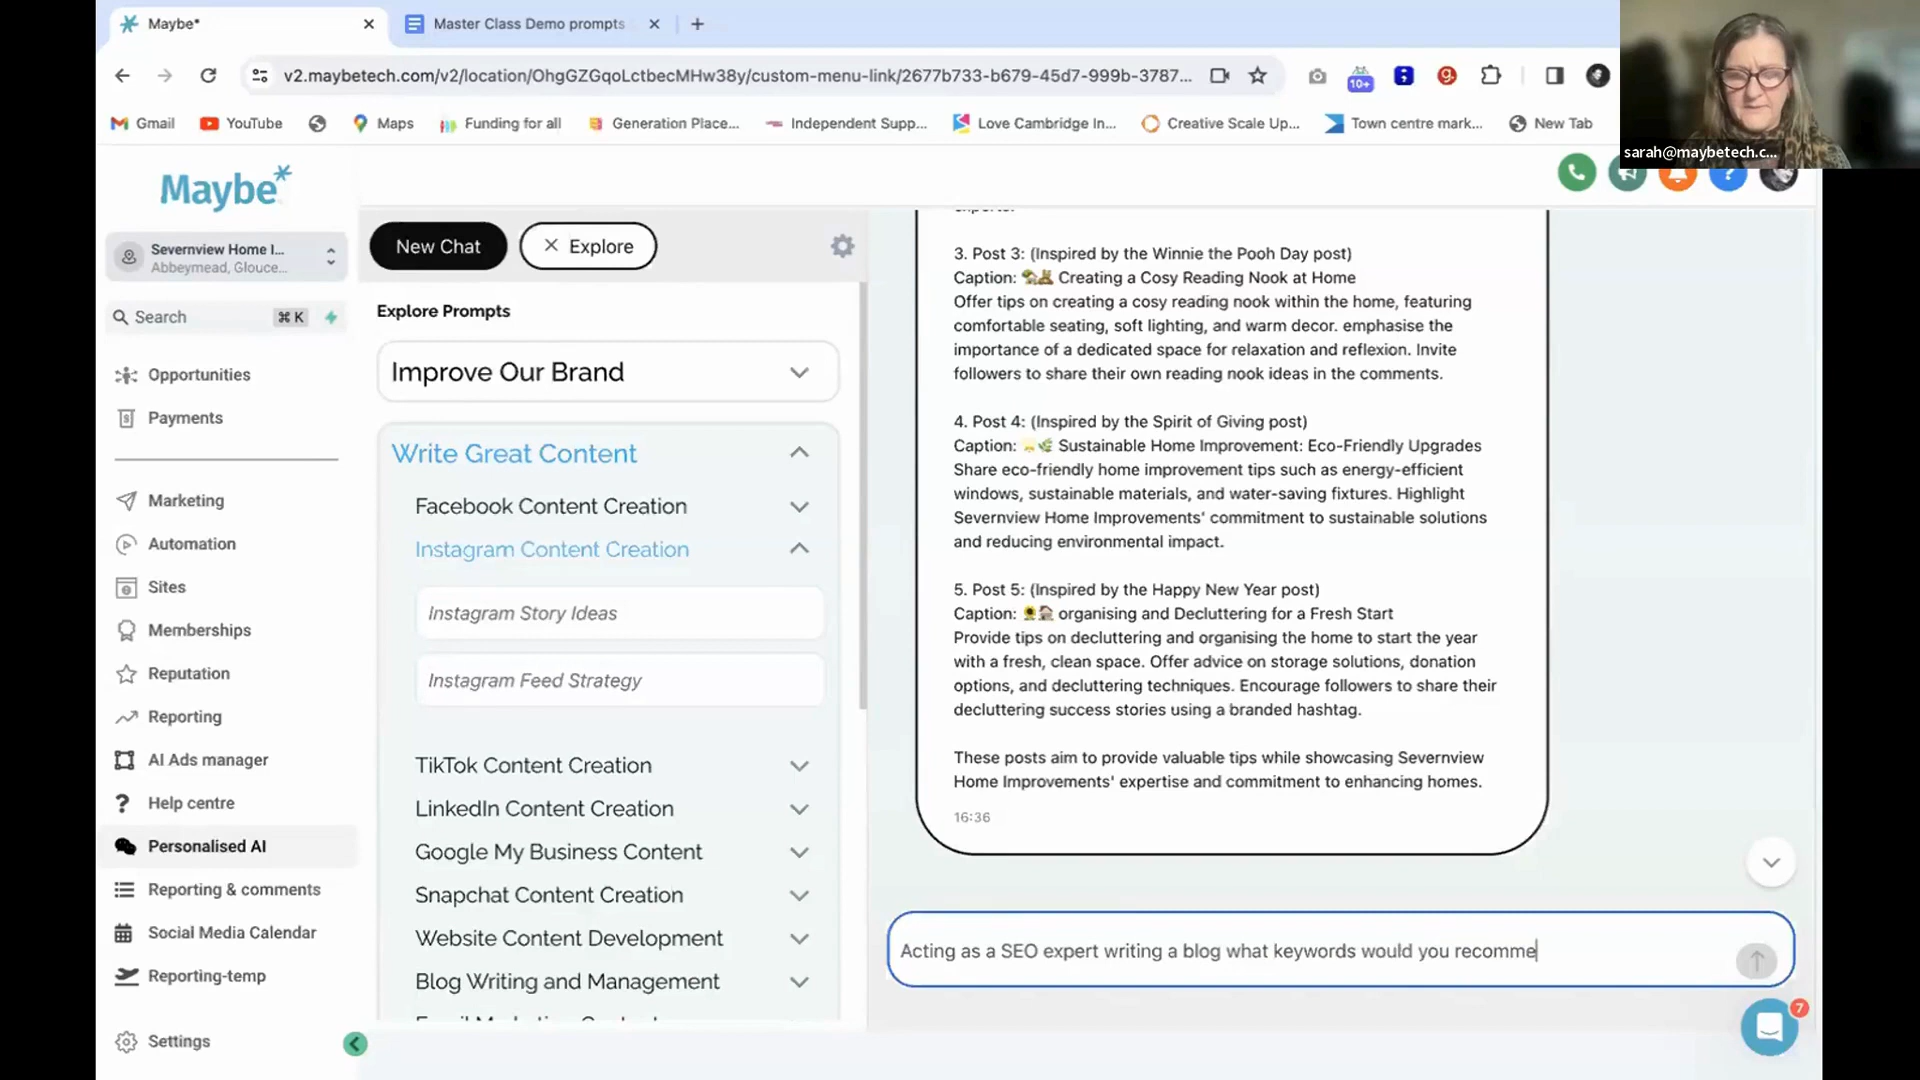 Maybe*
Master Class Demo prompts
v2.maybetech.com/v2/location/OhgGZGqoLctbecMHw38y/custom-menu-link/2677b733-b679-45d7-999b-3787...
10+
Gmail
YouTube
Maps
Funding for all
Generation Place...
Independent Supp...
Love Cambridge In...
Creative Scale Up...
Town centre mark...
New Tab
sarah@maybetech.c...
Maybe*
Severnview Home I...
Abbeymead, Glouce...
Search
⌘ K
Opportunities
Payments
Marketing
Automation
Sites
Memberships
Reputation
Reporting
AI Ads manager
Help centre
Personalised AI
Reporting & comments
Social Media Calendar
Reporting-temp
Settings
New Chat
Explore
Explore Prompts
Improve Our Brand
Write Great Content
Facebook Content Creation
Instagram Content Creation
Instagram Story Ideas
Instagram Feed Strategy
TikTok Content Creation
LinkedIn Content Creation
Google My Business Content
Snapchat Content Creation
Website Content Development
Blog Writing and Management
3. Post 3: (Inspired by the Winnie the Pooh Day post)
Caption: 🏡🧸 Creating a Cosy Reading Nook at Home
Offer tips on creating a cosy reading nook within the home, featuring
comfortable seating, soft lighting, and warm decor. emphasise the
importance of a dedicated space for relaxation and reflexion. Invite
followers to share their own reading nook ideas in the comments.
4. Post 4: (Inspired by the Spirit of Giving post)
Caption: 🌟🌿 Sustainable Home Improvement: Eco-Friendly Upgrades
Share eco-friendly home improvement tips such as energy-efficient
windows, sustainable materials, and water-saving fixtures. Highlight
Severnview Home Improvements' commitment to sustainable solutions
and reducing environmental impact.
5. Post 5: (Inspired by the Happy New Year post)
Caption: 🌻🏠 organising and Decluttering for a Fresh Start
Provide tips on decluttering and organising the home to start the year
with a fresh, clean space. Offer advice on storage solutions, donation
options, and decluttering techniques. Encourage followers to share their
decluttering success stories using a branded hashtag.
These posts aim to provide valuable tips while showcasing Severnview
Home Improvements' expertise and commitment to enhancing homes.
16:36
Acting as a SEO expert writing a blog what keywords would you recomme
7